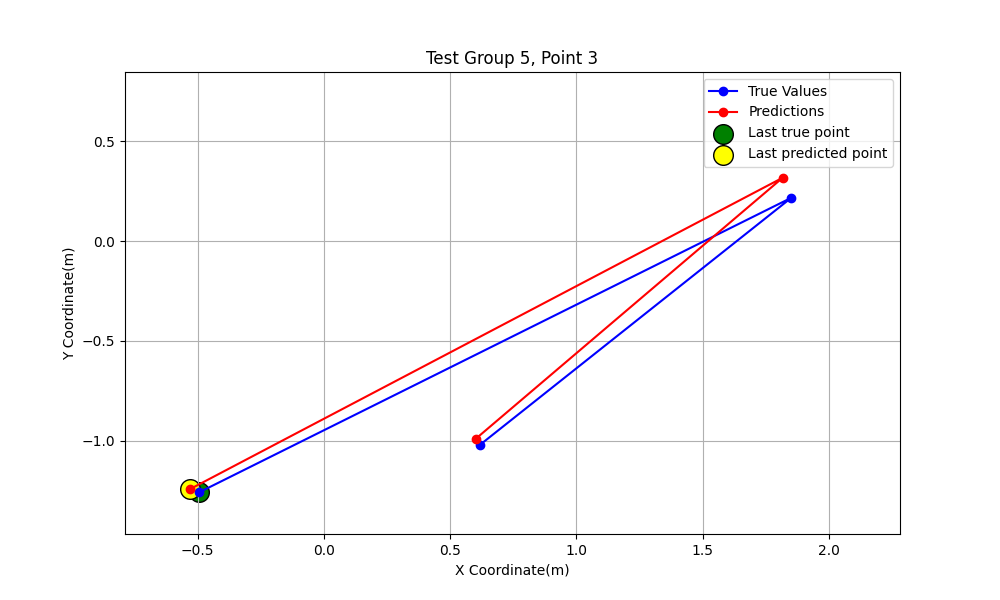 Test Group 5, Point 3
True Values
Predictions
Last true point
Last predicted point
0.5
0.0
−0.5
−1.0
Y Coordinate(m)
−0.5 0.0 0.5 1.0 1.5 2.0
X Coordinate(m)